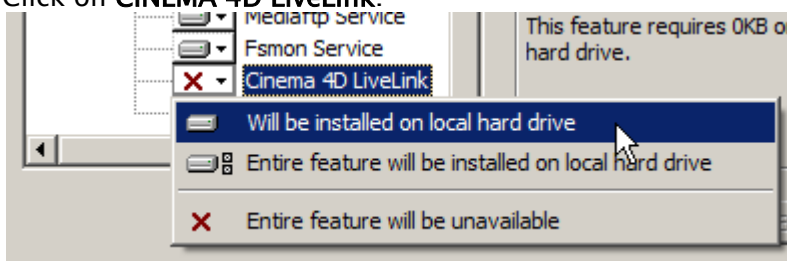 Click on CINEMA 4D LiveLink.
Mediaftp Service
Fsmon Service
Cinema 4D LiveLink
This feature requires 0KB
hard drive.
Will be installed on local hard drive
Entire feature will be installed on local hard drive
Entire feature will be unavailable